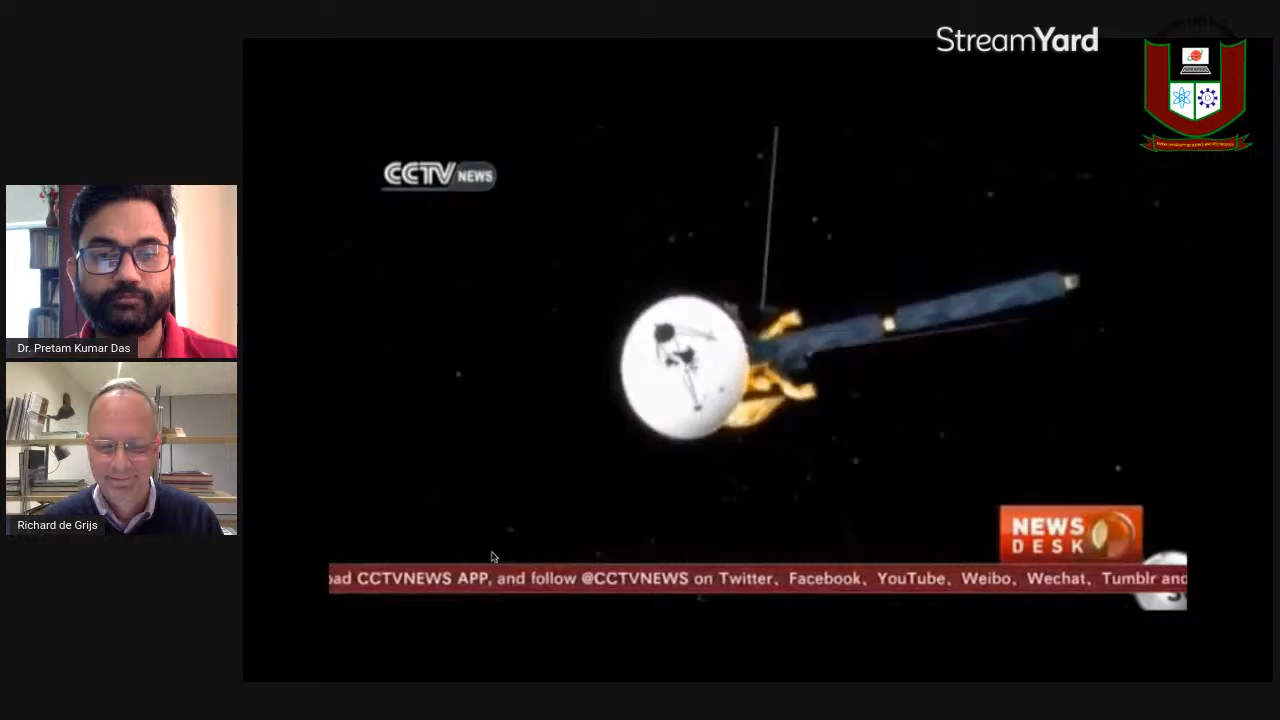 StreamYard
CCTV NEWS
Dr. Pretam Kumar Das
Richard de Grijs
NEWS
DESK
oad CCTVNEWS APP, and follow @CCTVNEWS on Twitter、Facebook、YouTube、Weibo、Wechat、Tumblr and